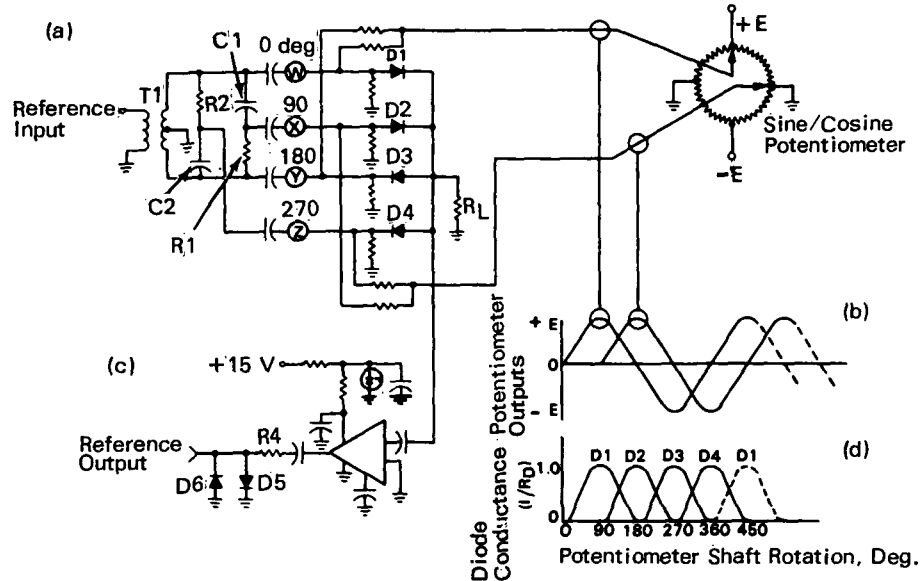 (a)
C1
0 deg
D1
+E
W
T1
R2
Reference
Input
90
D2
X
Sine/Cosine
Potentiometer
180
D3
Y
-E
C2
270
D4
RL
R1
Z
(b)
+ E
0
- E
Potentiometer
Outputs
(c)
+15 V
Reference
Output
R4
D6
D5
(d)
D1 D2 D3 D4 D1
1.0
0
Diode
Conductance
(I/RD)
0 90 180 270 360 450
Potentiometer Shaft Rotation, Deg.